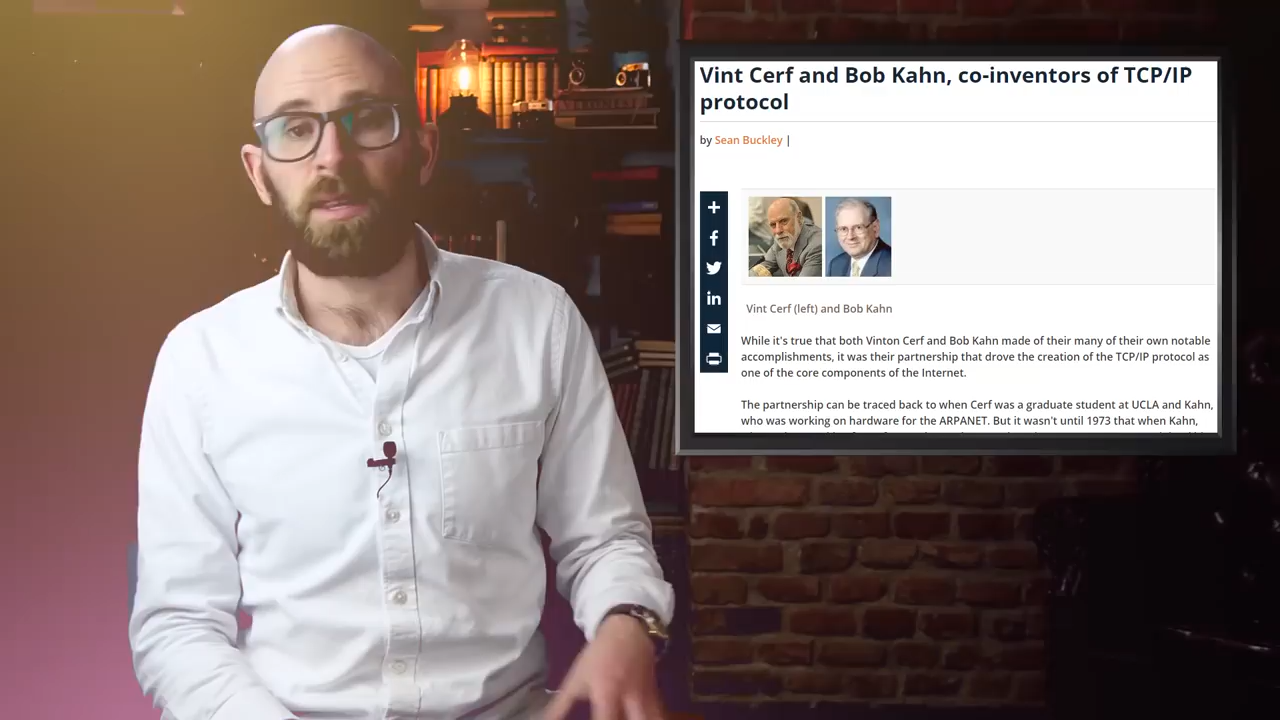 Vint Cerf and Bob Kahn, co-inventors of TCP/IP
protocol
by Sean Buckley |
Vint Cerf (left) and Bob Kahn
While it's true that both Vinton Cerf and Bob Kahn made of their many of their own notable
accomplishments, it was their partnership that drove the creation of the TCP/IP protocol as
one of the core components of the Internet.
The partnership can be traced back to when Cerf was a graduate student at UCLA and Kahn,
who was working on hardware for the ARPANET. But it wasn't until 1973 that when Kahn,